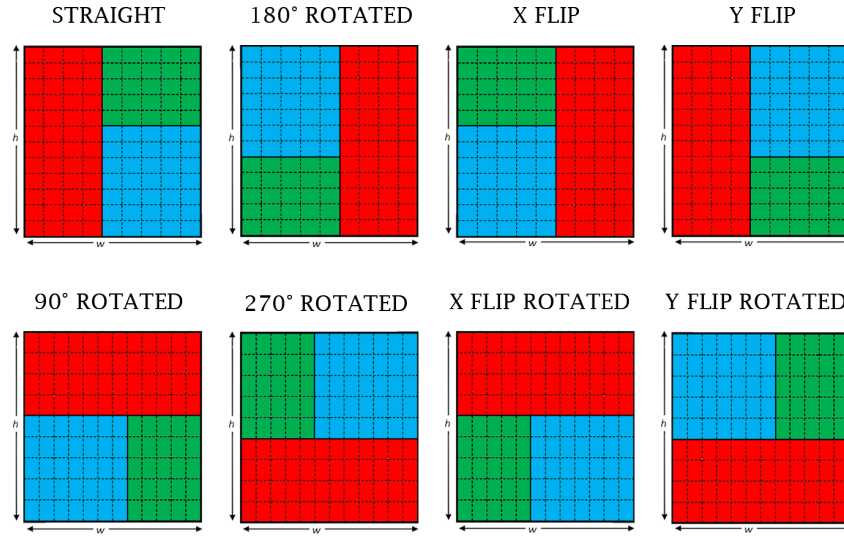 STRAIGHT
180° ROTATED
X FLIP
Y FLIP
h
h
h
h
w
w
w
w
90° ROTATED
270° ROTATED
X FLIP ROTATED
Y FLIP ROTATED
h
h
h
h
w
w
w
w